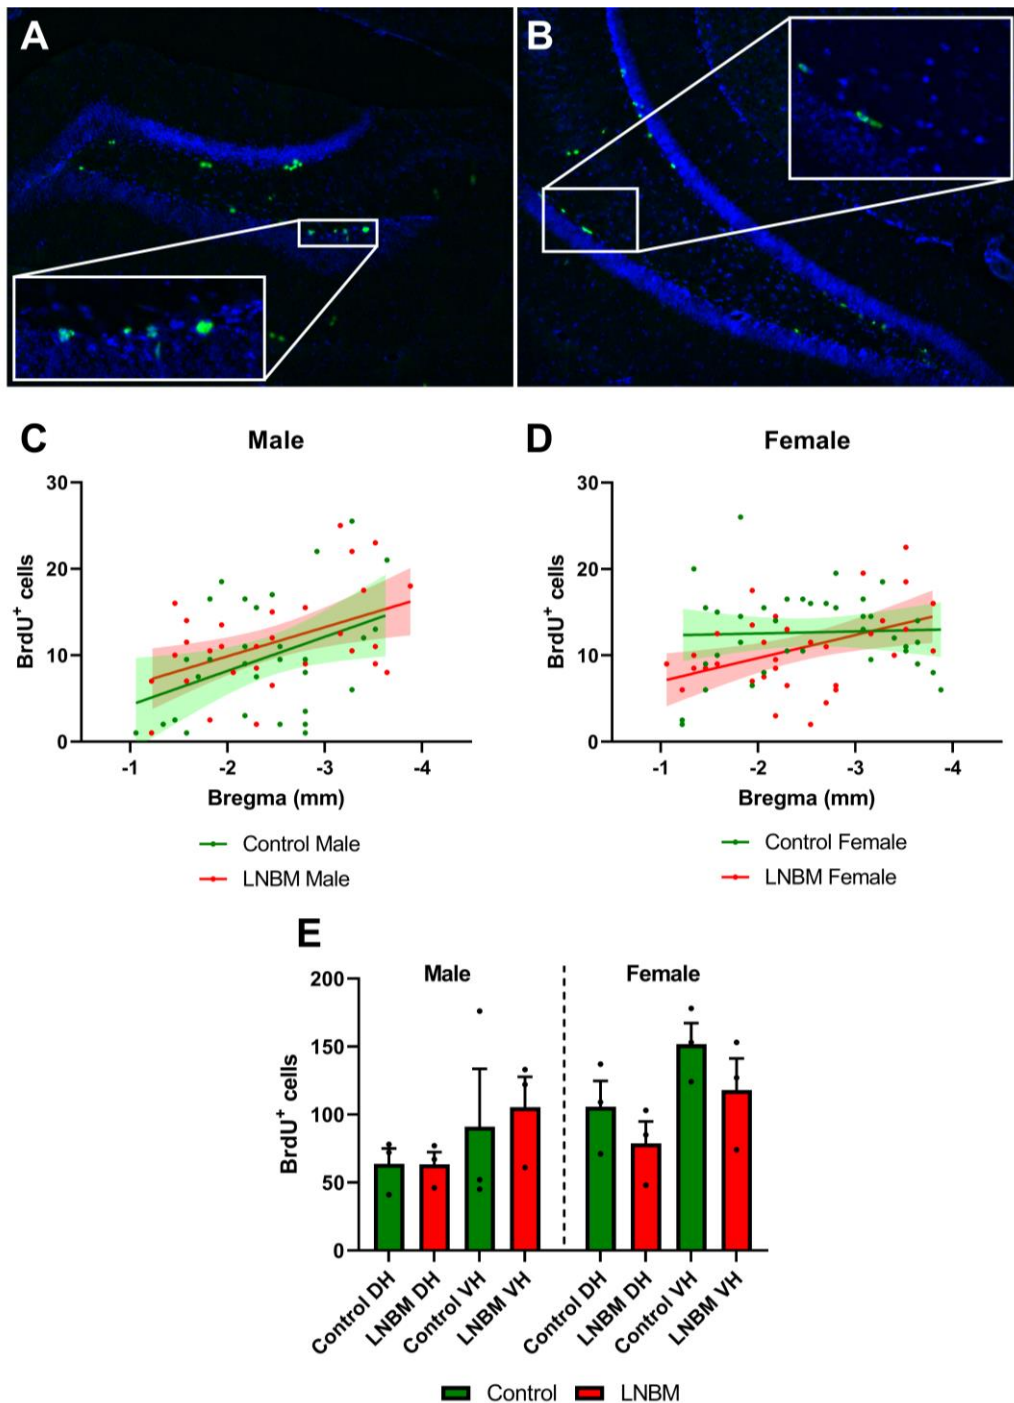 A
B
C
Male
30
20
10
0
BrdU+ cells
-1
-2
-3
-4
Bregma (mm)
Control Male
LNBM Male
D
Female
30
20
10
0
BrdU+ cells
-1
-2
-3
-4
Bregma (mm)
Control Female
LNBM Female
E
Male
Female
200
150
100
50
0
BrdU+ cells
Control DH
LNBM DH
Control VH
LNBM VH
Control DH
LNBM DH
Control VH
LNBM VH
Control
LNBM